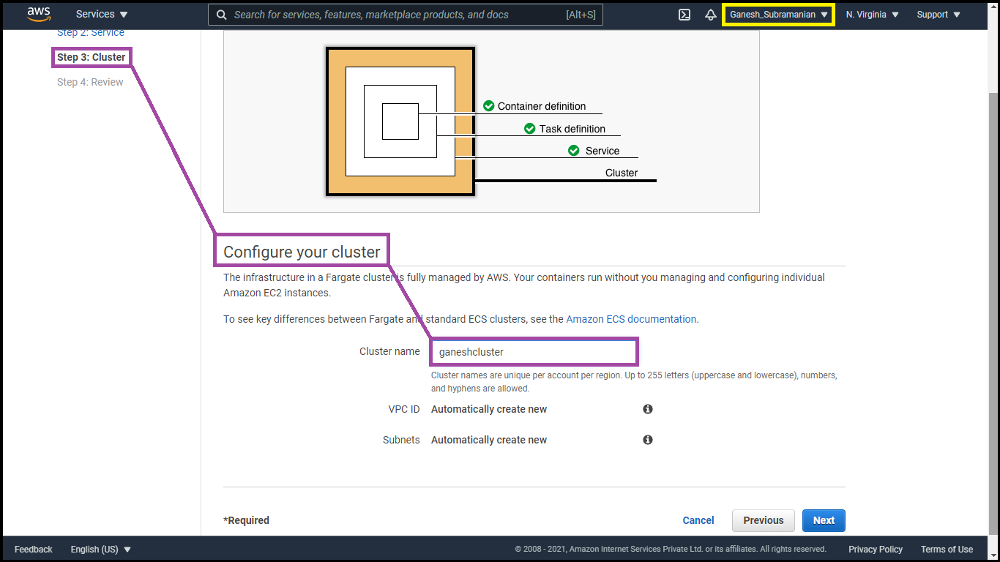 aws
Services
Search for services, features, marketplace products, and docs [Alt+S]
Ganesh_Subramanian
N. Virginia
Support
Step 2: Service
Step 3: Cluster
Step 4: Review
Container definition
Task definition
Service
Cluster
Configure your cluster
The infrastructure in a Fargate cluster is fully managed by AWS. Your containers run without you managing and configuring individual
Amazon EC2 instances.
To see key differences between Fargate and standard ECS clusters, see the Amazon ECS documentation.
Cluster name ganeshcluster
Cluster names are unique per account per region. Up to 255 letters (uppercase and lowercase), numbers,
and hyphens are allowed.
VPC ID Automatically create new
Subnets Automatically create new
*Required
Cancel
Previous
Next
Feedback
English (US)
© 2008 - 2021, Amazon Internet Services Private Ltd. or its affiliates. All rights reserved.
Privacy Policy
Terms of Use